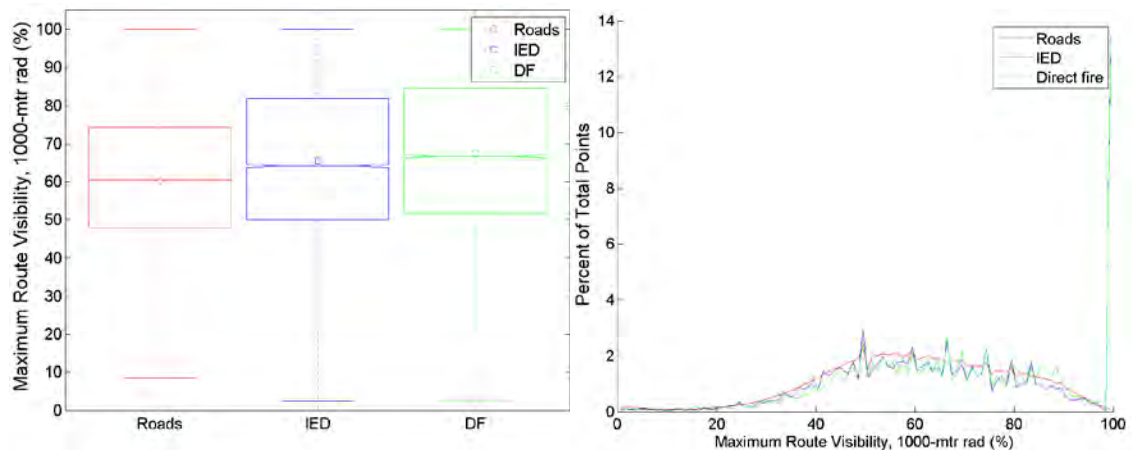 Maximum Route Visibility, 1000-mtr rad (%)
100
90
80
70
60
50
40
30
20
10
0
Roads
IED
DF
Roads
IED
DF
Percent of Total Points
14
12
10
8
6
4
2
0
Roads
IED
Direct fire
0
20
40
60
80
100
Maximum Route Visibility, 1000-mtr rad (%)